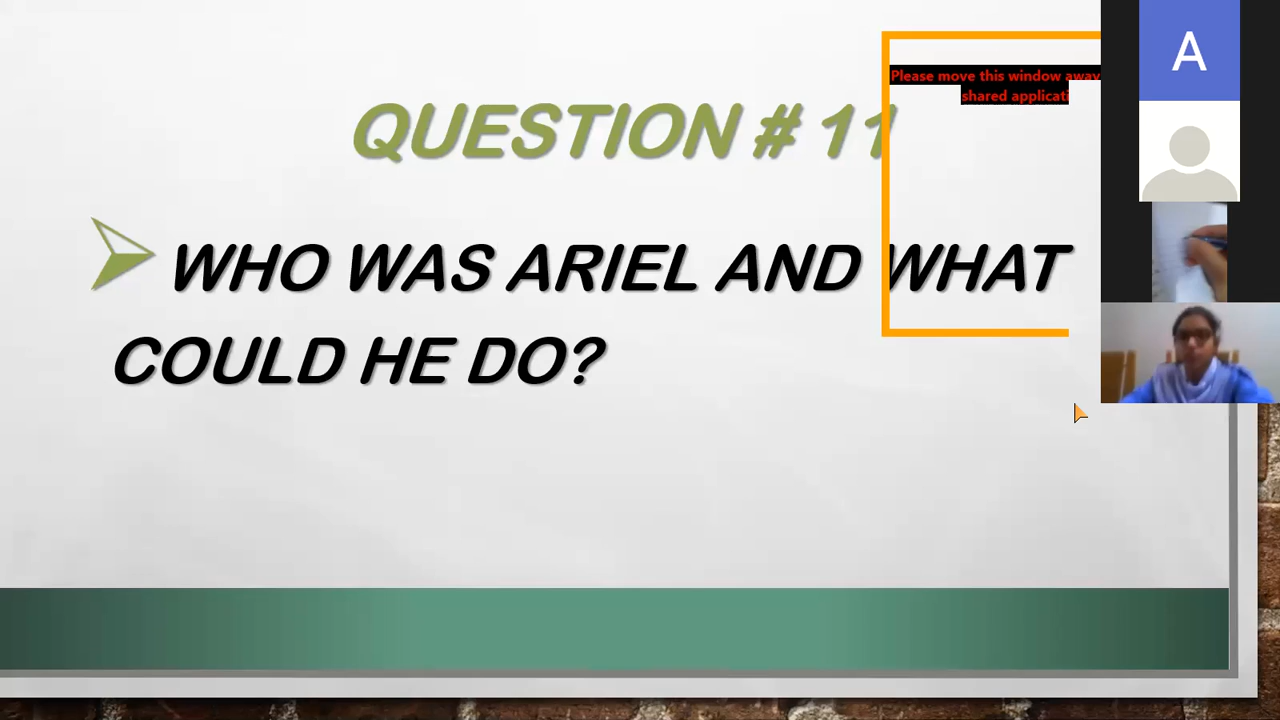 QUESTION # 11
WHO WAS ARIEL AND WHAT
COULD HE DO?
Please move this window away
shared applicati
A